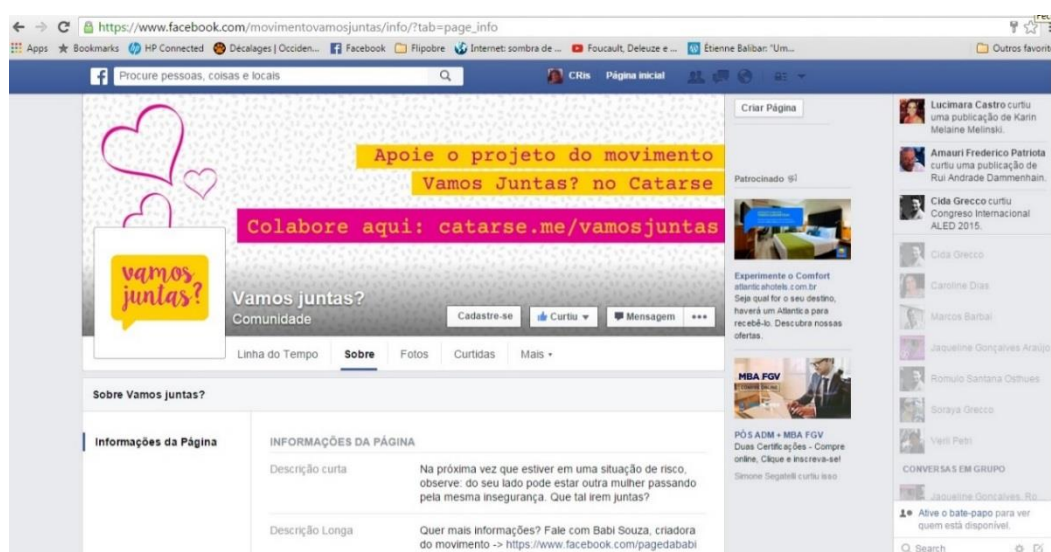 https://www.facebook.com/movimentovamosjuntas/info/?tab=page_info
Apps Bookmarks HP Connected Décalages | Occiden... Facebook Flipobre Internet: sombra de ... Foucault, Deleuze e ... Étienne Balibar: "Um... Outros favorit
Procure pessoas, coisas e locais
CRis Página inicial
Apoie o projeto do movimento
Vamos Juntas? no Catarse
Colabore aqui: catarse.me/vamosjuntas
vamos
juntas?
Vamos juntas?
Comunidade
Cadastre-se Curtiu Mensagem
Linha do Tempo Sobre Fotos Curtidas Mais
Sobre Vamos juntas?
Informações da Página
INFORMAÇÕES DA PÁGINA
Descrição curta
Na próxima vez que estiver em uma situação de risco,
observe: do seu lado pode estar outra mulher passando
pela mesma insegurança. Que tal irem juntas?
Descrição Longa
Quer mais informações? Fale com Babi Souza, criadora
do movimento -> https://www.facebook.com/pagedababi
Criar Página
Patrocinado
Experimente o Comfort
atlanticahotels.com.br
Seja qual for o seu destino,
haverá um Atlantica para
recebê-lo. Descubra nossas
ofertas.
MBA FGV
PÓS ADM + MBA FGV
Duas Certificações - Compre
online, Clique e inscreva-se!
Simone Segatelli curtiu isso
Lucimara Castro curtiu
uma publicação de Karin
Melaine Melinski.
Amauri Frederico Patriota
curtiu uma publicação de
Rui Andrade Dammenhain.
Cida Grecco curtiu
Congreso Internacional
ALED 2015.
Cida Grecco
Caroline Dias
Marcos Barbai
Jaqueline Gonçalves Araújo
Romulo Santana Osthues
Soraya Grecco
Verli Petri
CONVERSAS EM GRUPO
Jaqueline Gonçalves, Ro...
Ative o bate-papo para ver
quem está disponível.
Search